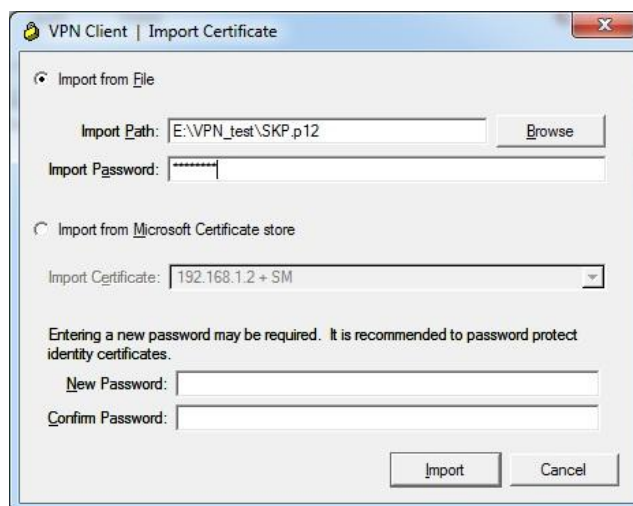 VPN Client | Import Certificate
Import from File
Import Path: E:\VPN_test\SKP.p12 Browse
Import Password: ********
Import from Microsoft Certificate store
Import Certificate: 192.168.1.2 + SM
Entering a new password may be required. It is recommended to password protect
identity certificates.
New Password:
Confirm Password:
Import Cancel